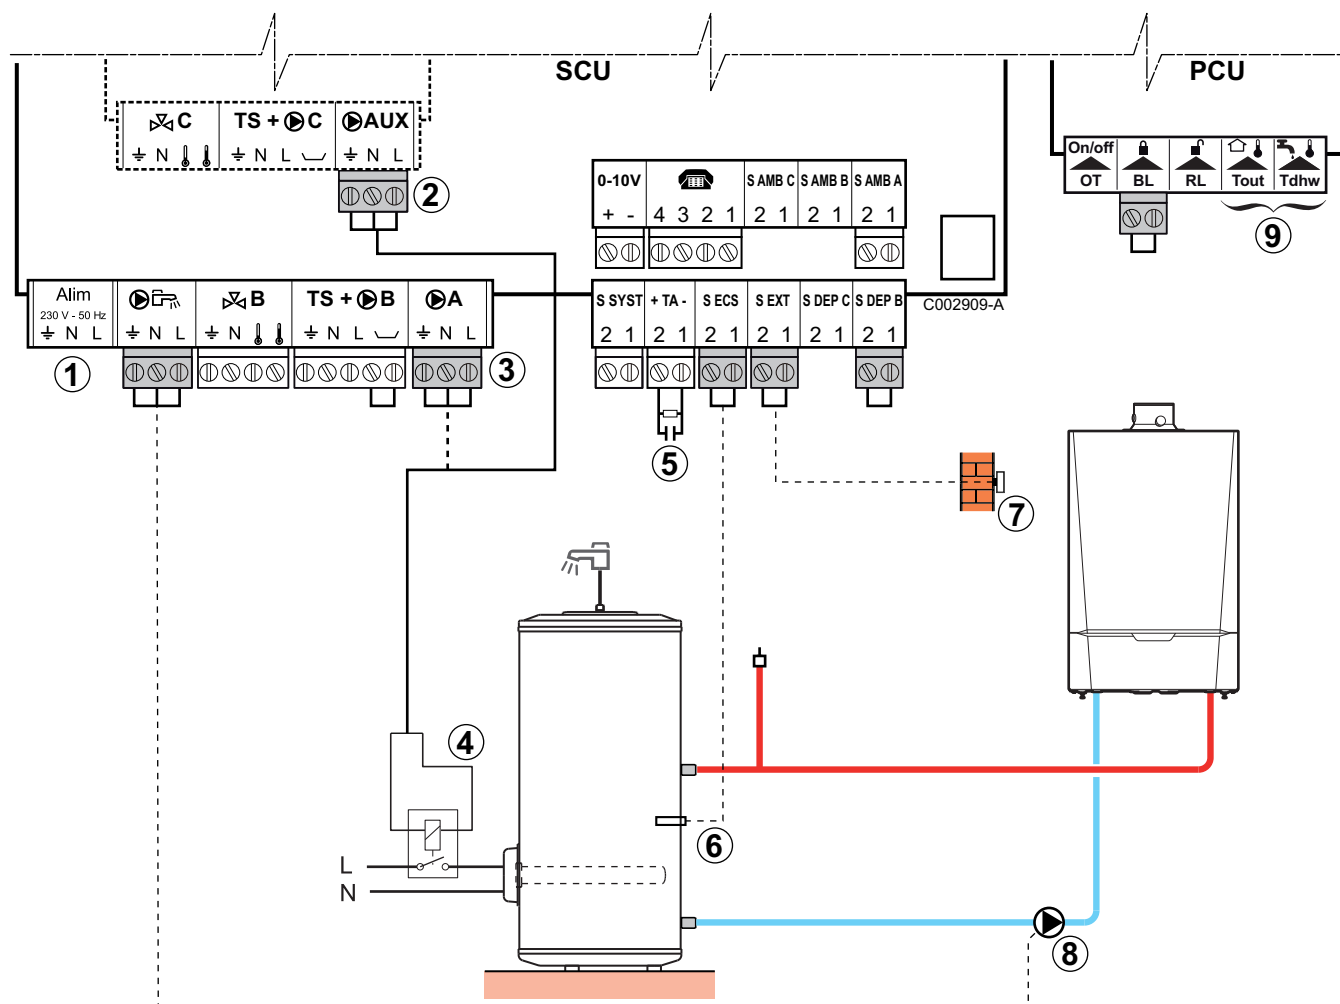 SCU
PCU
C
TS + C
AUX
N
N L
N L
2
On/off
OT
BL
RL
Tout
Tdhw
9
0-10V
+ -
4 3 2 1
S AMB C
2 1
S AMB B
2 1
S AMB A
2 1
C002909-A
Alim
230 V - 50 Hz
N L
N L
B
N
TS + B
N L
A
N L
1
3
S SYST
2 1
+ TA -
2 1
S ECS
2 1
S EXT
2 1
S DEP C
2 1
S DEP B
2 1
5
7
4
6
L
N
8